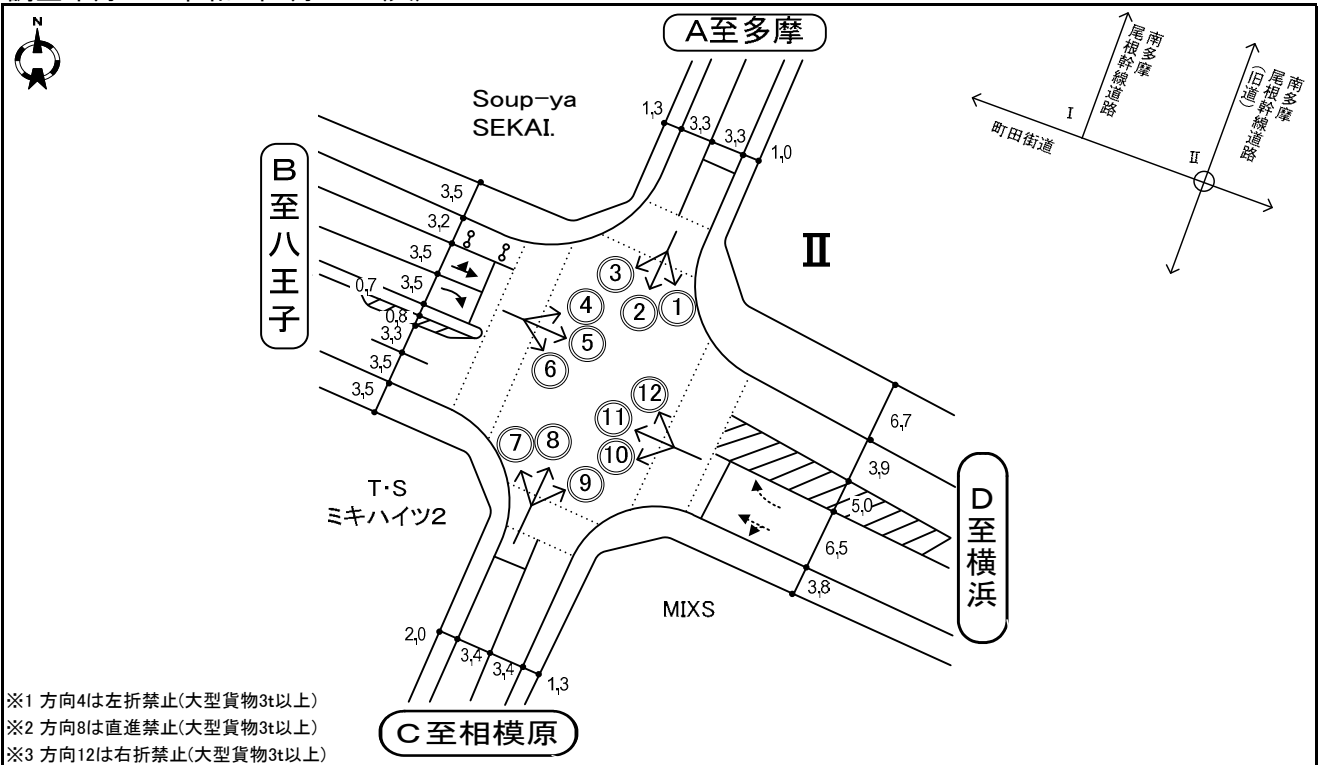 N
A至多摩
Soup-ya
SEKAI.
1,3
3,3
3,3
1,0
南多摩
尾根幹線道路
南多摩
尾根幹線道路
(旧道)
I
町田街道
II
B至八王子
3,5
3,2
3,5
3,5
0,7
0,8
3,3
3,5
3,5
II
3
4
2
1
5
6
12
11
7
8
10
9
6,7
3,9
5,0
6,5
3,8
D至横浜
T・S
ミキハイツ2
MIXS
2,0
3,4
3,4
1,3
C至相模原
※1 方向4は左折禁止(大型貨物3t以上)
※2 方向8は直進禁止(大型貨物3t以上)
※3 方向12は右折禁止(大型貨物3t以上)